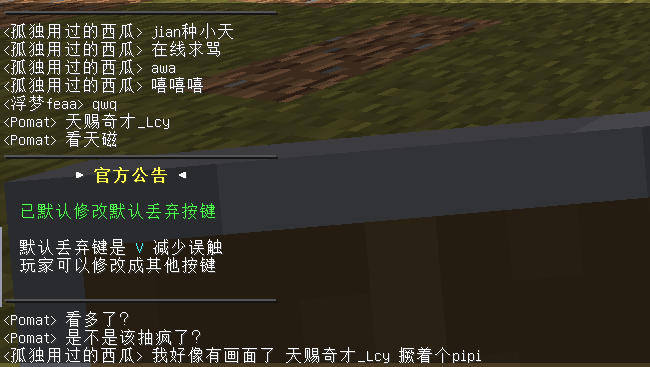 <孤独用过的西瓜> jian种小天
<孤独用过的西瓜> 在线求骂
<孤独用过的西瓜> awa
<孤独用过的西瓜> 嘻嘻嘻
<浮梦feaa> qwq
<Pomat> 天赐奇才_Lcy
<Pomat> 看天磁
▶ 官方公告 ◀
已默认修改默认丢弃按键
默认丢弃键是 V 减少误触
玩家可以修改成其他按键
<Pomat> 看多了?
<Pomat> 是不是该抽疯了?
<孤独用过的西瓜> 我好像有画面了 天赐奇才_Lcy 撅着个pipi